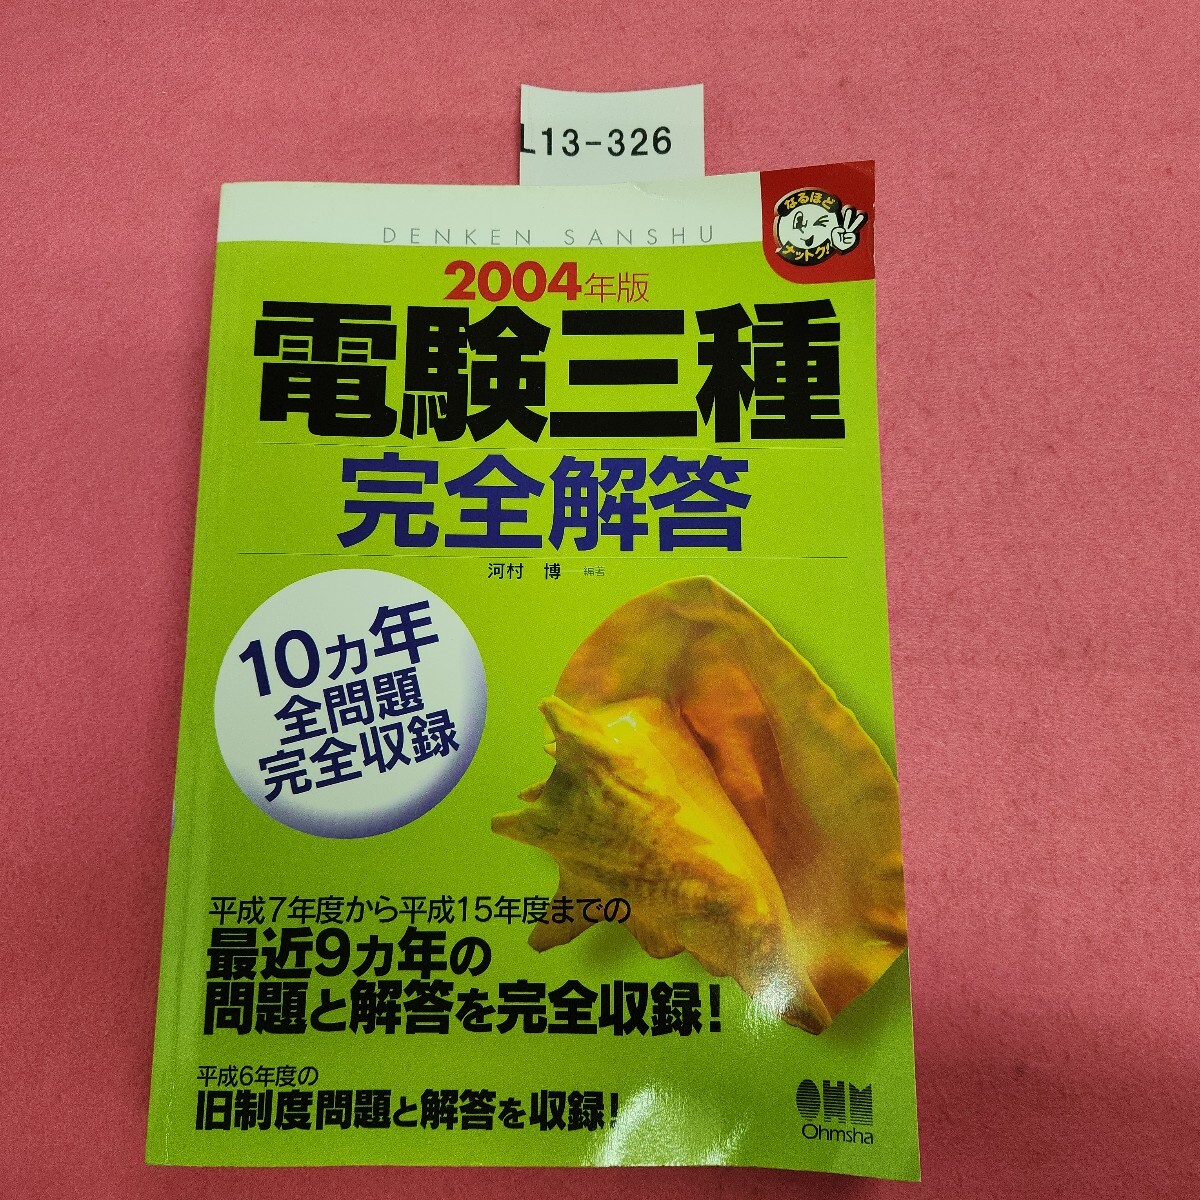 L13-326
なるほど
ナットク!
DENKEN SANSHU
2004年版
電験三種
完全解答
河村 博 編著
10カ年
全問題
完全収録
平成7年度から平成15年度までの
最近9カ年の
問題と解答を完全収録!
平成6年度の
旧制度問題と解答を収録!
OHM
Ohmsha